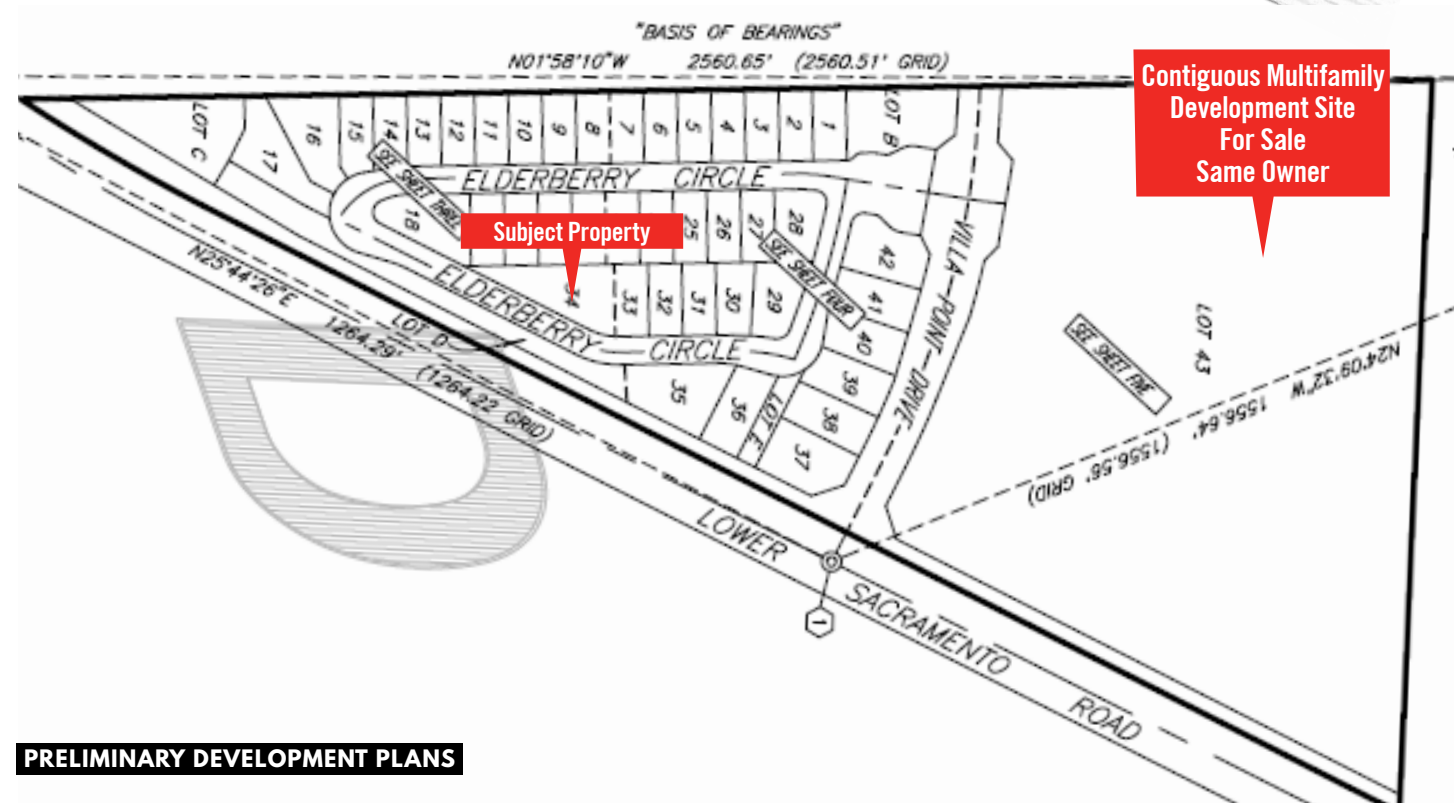 "BASIS OF BEARINGS"
N01°58'10"W 2560.65' (2560.51' GRID)
Contiguous Multifamily
Development Site
For Sale
Same Owner
LOT C
17
16
15
14
13
12
11
10
9
8
7
6
5
4
3
2
1
LOT B
SEE SHEET THREE
ELDERBERRY CIRCLE
18
Subject Property
25
26
27
28
SEE SHEET FOUR
VILLA POINT DRIVE
34
33
32
31
30
29
42
41
40
39
38
37
ELDERBERRY CIRCLE
35
36
LOT E
LOT D
N25°44'26"E 1264.29' (1264.22 GRID)
LOT 43
SEE SHEET FIVE
N24°09'32"W 1556.64' (1556.56' GRID)
1
LOWER SACRAMENTO ROAD
PRELIMINARY DEVELOPMENT PLANS